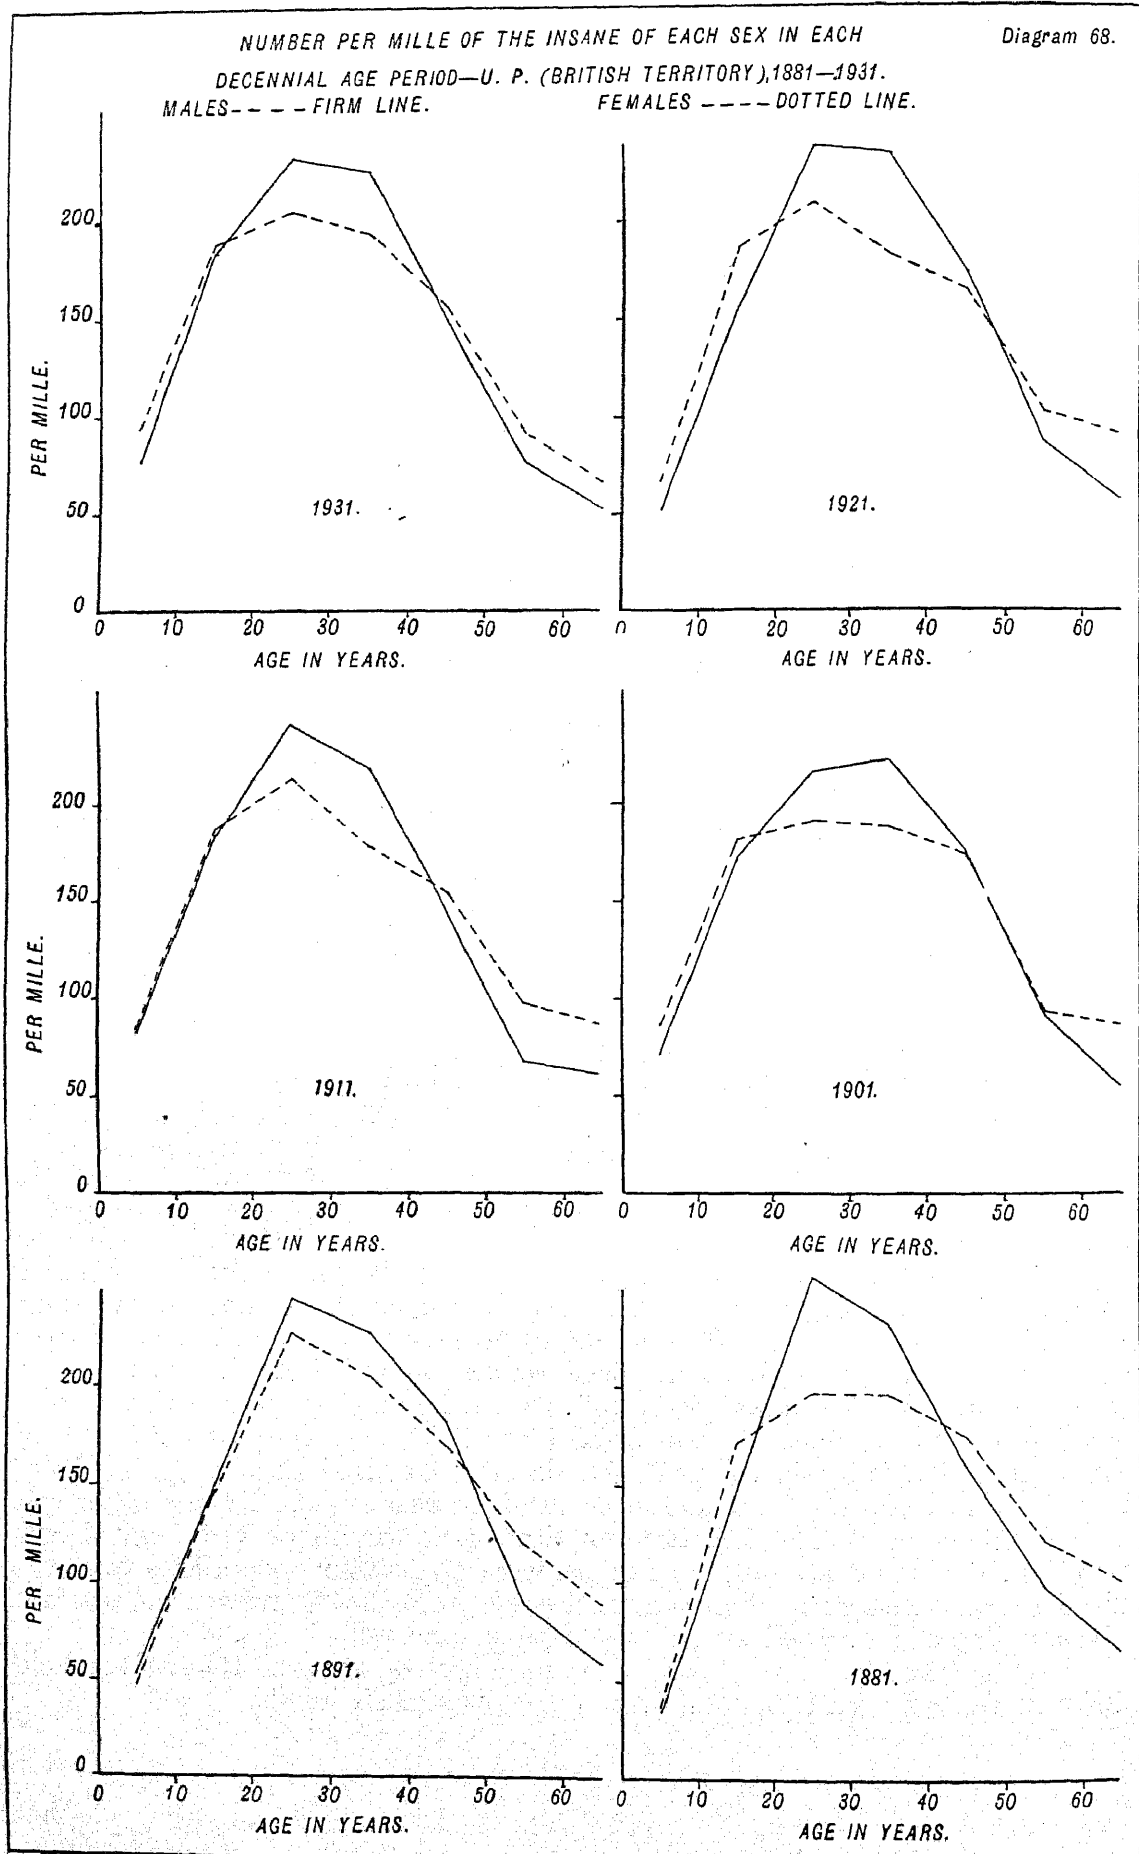 NUMBER PER MILLE OF THE INSANE OF EACH SEX IN EACH
Diagram 68.
DECENNIAL AGE PERIOD—U. P. (BRITISH TERRITORY), 1881—1931.
MALES---- FIRM LINE.
FEMALES ---- DOTTED LINE.
200
150
100
50
0
PER MILLE.
1931.
0 10 20 30 40 50 60
AGE IN YEARS.
1921.
0 10 20 30 40 50 60
AGE IN YEARS.
200
150
100
50
0
PER MILLE.
1911.
0 10 20 30 40 50 60
AGE IN YEARS.
1901.
0 10 20 30 40 50 60
AGE IN YEARS.
200
150
100
50
0
PER MILLE.
1891.
0 10 20 30 40 50 60
AGE IN YEARS.
1881.
0 10 20 30 40 50 60
AGE IN YEARS.